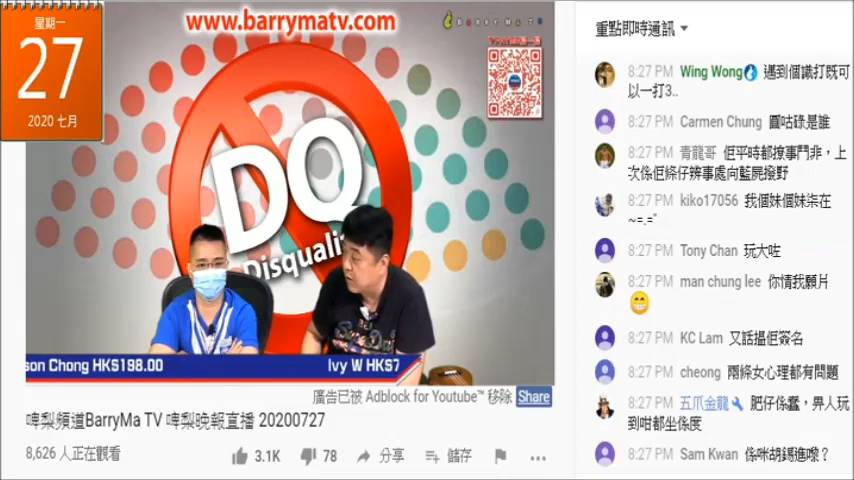 星期一
27
2020 七月
www.barrymatv.com
DQ
Disquali
son Chong HK$198.00
Ivy W HK$7
廣告已被 Adblock for Youtube™ 移除 Share
啤梨頻道BarryMa TV 啤梨晚報直播 20200727
8,626 人正在觀看
3.1K
78
分享
儲存
重點即時通訊
8:27 PM Wing Wong 遇到個識打既可
以一打3..
8:27 PM Carmen Chung 圓咕碌是誰
8:27 PM 青龍哥 佢平時都撩事鬥非，上
次係佢條仔辨事處向藍屍撥野
8:27 PM kiko17056 我個妹個妹柒在
~=.="
8:27 PM Tony Chan 玩大咗
8:27 PM man chung lee 你情我願片
8:27 PM KC Lam 又話搵佢簽名
8:27 PM cheong 兩條女心理都有問題
8:27 PM 五爪金龍 肥仔係蠢，畀人玩
到咁都坐係度
8:27 PM Sam Kwan 係咪胡錫進嚟？